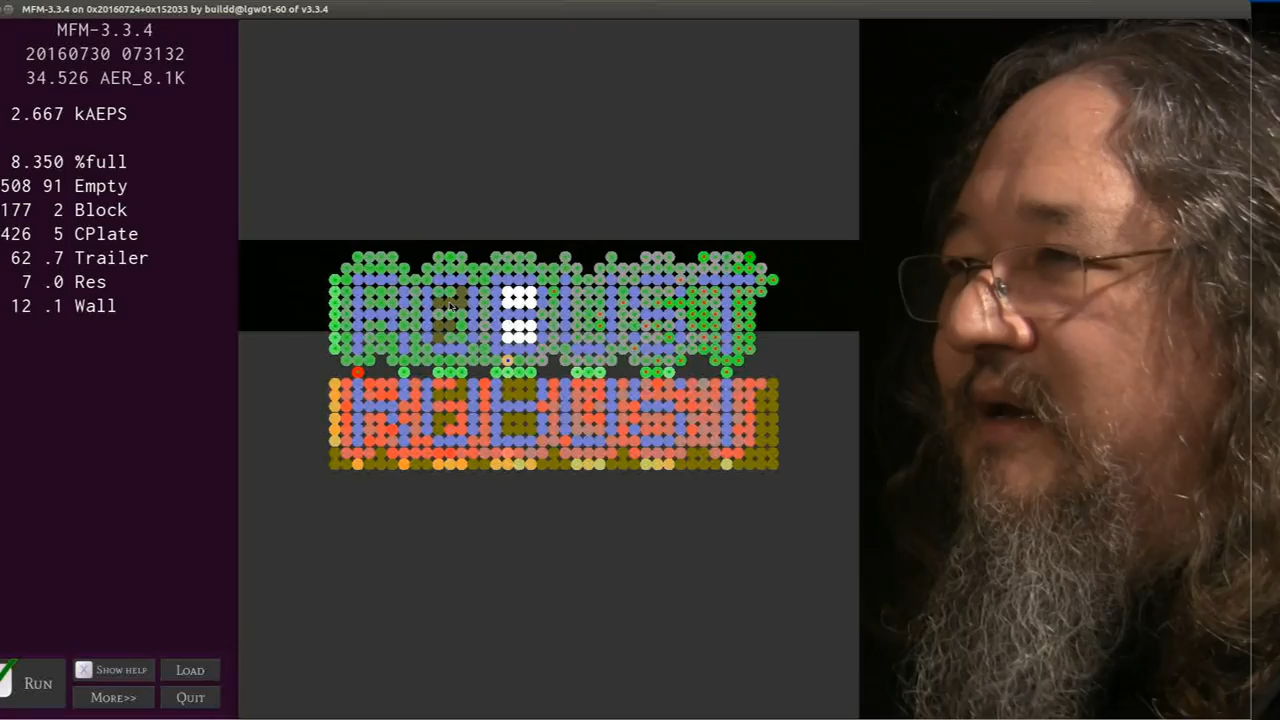 MFM-3.3.4 on 0x20160724+0x152033 by buildd@lgw01-60 of v3.3.4
MFM-3.3.4
20160730 073132
34.526 AER_8.1K
2.667 kAEPS
8.350 %full
508 91 Empty
177 2 Block
426 5 CPlate
62 .7 Trailer
7 .0 Res
12 .1 Wall
ROBUST
ROBUST
SHOW HELP
LOAD
RUN
MORE>>
QUIT